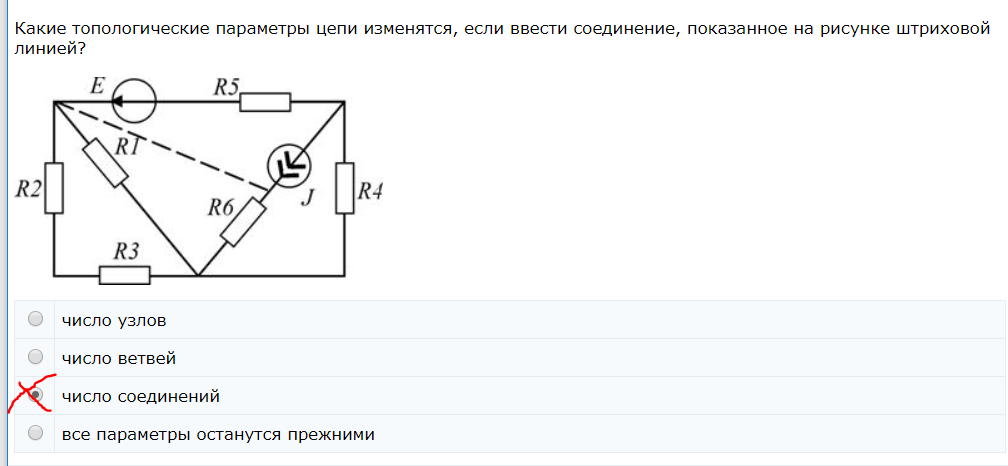 Какие топологические параметры цепи изменятся, если ввести соединение, показанное на рисунке штриховой
линией?
E
R5
R1
R2
J
R4
R6
R3
число узлов
число ветвей
число соединений
все параметры останутся прежними